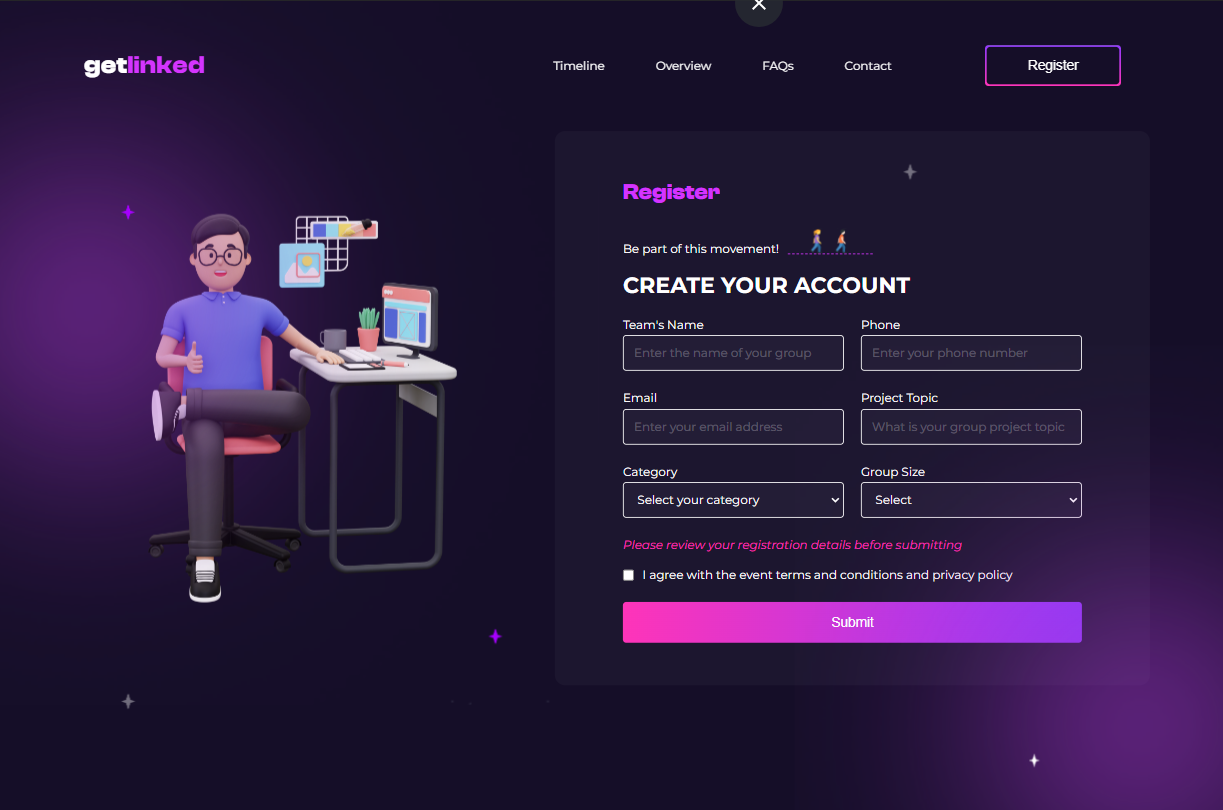 getlinked
Timeline Overview FAQs Contact Register
Register
Be part of this movement!
CREATE YOUR ACCOUNT
Team's Name Phone
Enter the name of your group Enter your phone number
Email Project Topic
Enter your email address What is your group project topic
Category Group Size
Select your category Select
Please review your registration details before submitting
I agree with the event terms and conditions and privacy policy
Submit